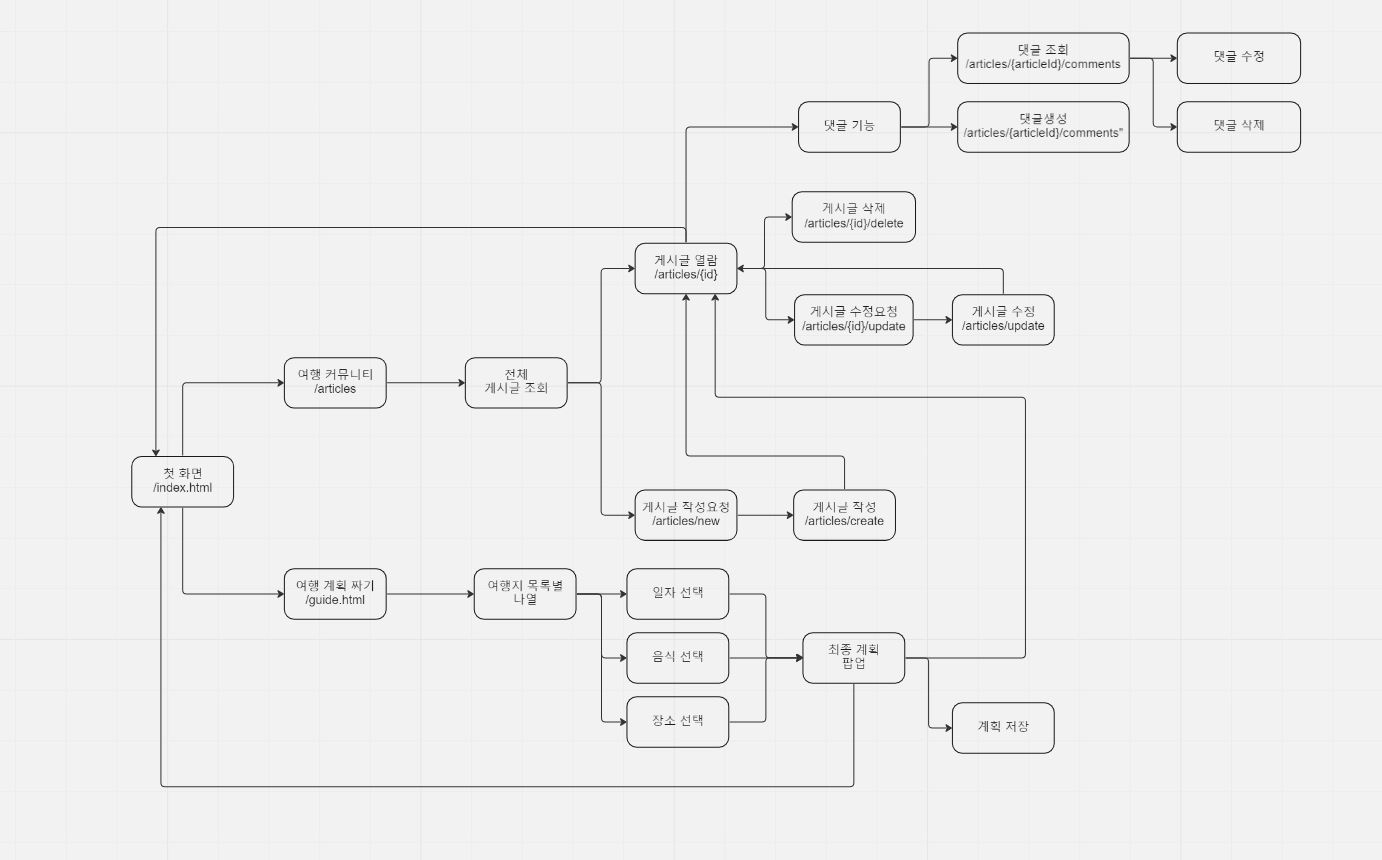 댓글 조회
/articles/{articleId}/comments
댓글 수정
댓글 기능
댓글생성
/articles/{articleId}/comments"
댓글 삭제
게시글 삭제
/articles/{id}/delete
게시글 열람
/articles/{id}
게시글 수정요청
/articles/{id}/update
게시글 수정
/articles/update
여행 커뮤니티
/articles
전체
게시글 조회
첫 화면
/index.html
게시글 작성요청
/articles/new
게시글 작성
/articles/create
여행 계획 짜기
/guide.html
여행지 목록별
나열
일자 선택
음식 선택
장소 선택
최종 계획
팝업
계획 저장